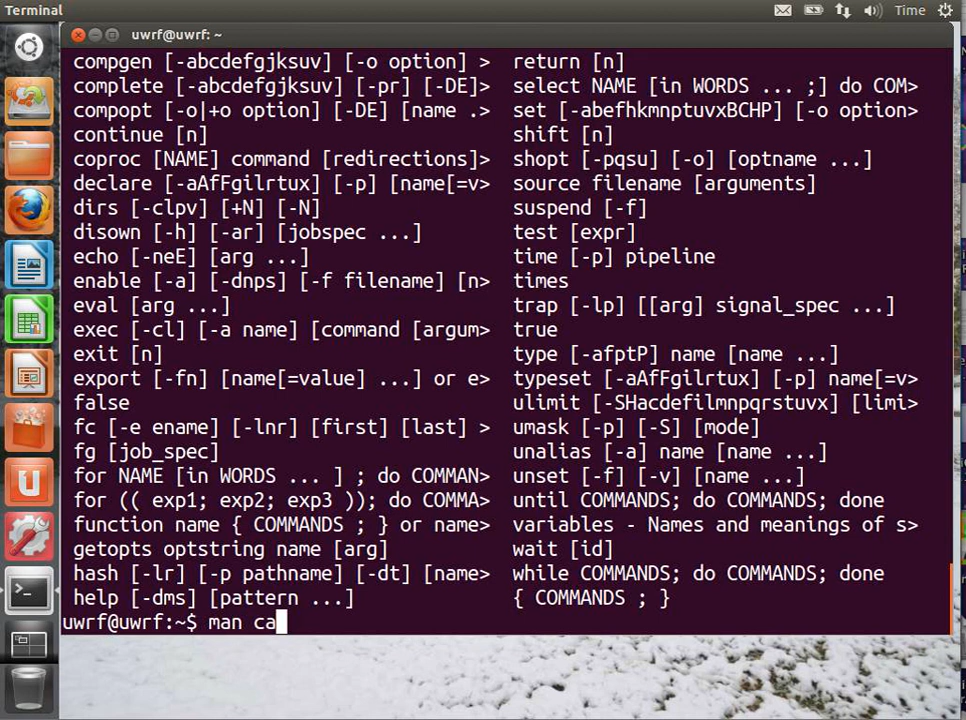 Terminal
Time
uwrf@uwrf: ~
compgen [-abcdefgjksuv] [-o option] > return [n]
complete [-abcdefgjksuv] [-pr] [-DE]> select NAME [in WORDS ... ;] do COM>
compopt [-o|+o option] [-DE] [name .> set [-abefhkmnptuvxBCHP] [-o option>
continue [n] shift [n]
coproc [NAME] command [redirections]> shopt [-pqsu] [-o] [optname ...]
declare [-aAfFgilrtux] [-p] [name[=v> source filename [arguments]
dirs [-clpv] [+N] [-N] suspend [-f]
disown [-h] [-ar] [jobspec ...] test [expr]
echo [-neE] [arg ...] time [-p] pipeline
enable [-a] [-dnps] [-f filename] [n> times
eval [arg ...] trap [-lp] [[arg] signal_spec ...]
exec [-cl] [-a name] [command [argum> true
exit [n] type [-afptP] name [name ...]
export [-fn] [name[=value] ...] or e> typeset [-aAfFgilrtux] [-p] name[=v>
false ulimit [-SHacdefilmnpqrstuvx] [limi>
fc [-e ename] [-lnr] [first] [last] > umask [-p] [-S] [mode]
fg [job_spec] unalias [-a] name [name ...]
for NAME [in WORDS ... ] ; do COMMAN> unset [-f] [-v] [name ...]
for (( exp1; exp2; exp3 )); do COMMA> until COMMANDS; do COMMANDS; done
function name { COMMANDS ; } or name> variables - Names and meanings of s>
getopts optstring name [arg] wait [id]
hash [-lr] [-p pathname] [-dt] [name> while COMMANDS; do COMMANDS; done
help [-dms] [pattern ...] { COMMANDS ; }
uwrf@uwrf:~$ man ca